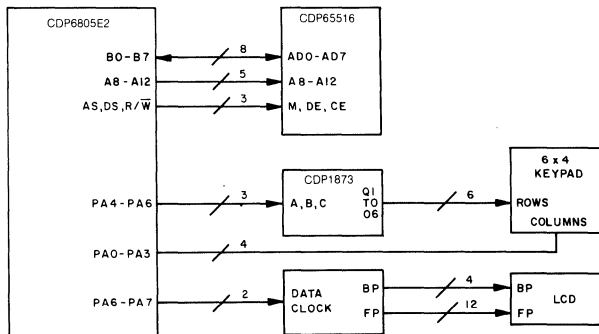 CDP6805E2
CDP65516
B0-B7
8
AD0-AD7
A8-A12
5
A8-A12
AS, DS, R/W̅
3
M, DE, CE
6 x 4
KEYPAD
CDP1873
PA4-PA6
3
A, B, C
Q1
TO
O6
6
ROWS
COLUMNS
PA0-PA3
4
PA6-PA7
2
DATA
CLOCK
BP
4
BP
LCD
FP
12
FP